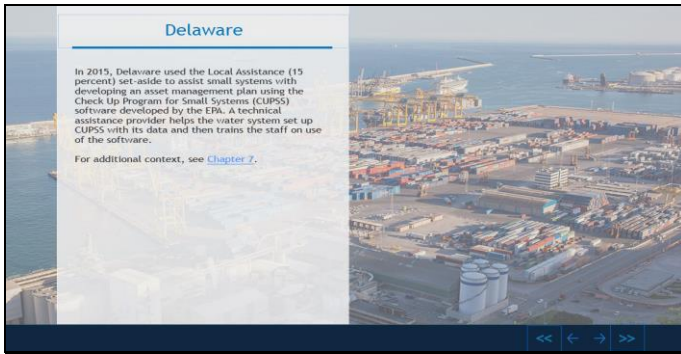 Delaware
In 2015, Delaware used the Local Assistance (15
percent) set-aside to assist small systems with
developing an asset management plan using the
Check Up Program for Small Systems (CUPSS)
software developed by the EPA. A technical
assistance provider helps the water system set up
CUPSS with its data and then trains the staff on use
of the software.
For additional context, see Chapter 7.
<< ← → >>